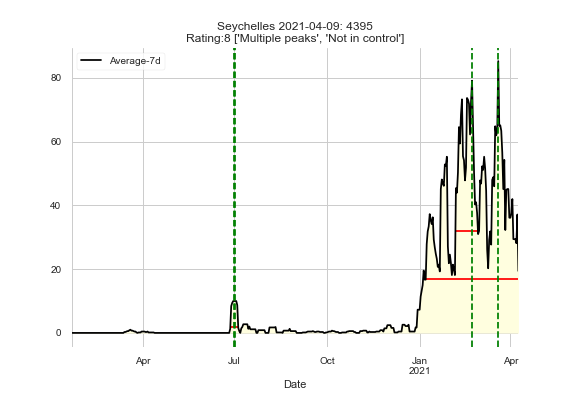 Seychelles 2021-04-09: 4395
Rating:8 ['Multiple peaks', 'Not in control']
Average-7d
80
60
40
20
0
Apr
Jul
Oct
Jan
2021
Apr
Date